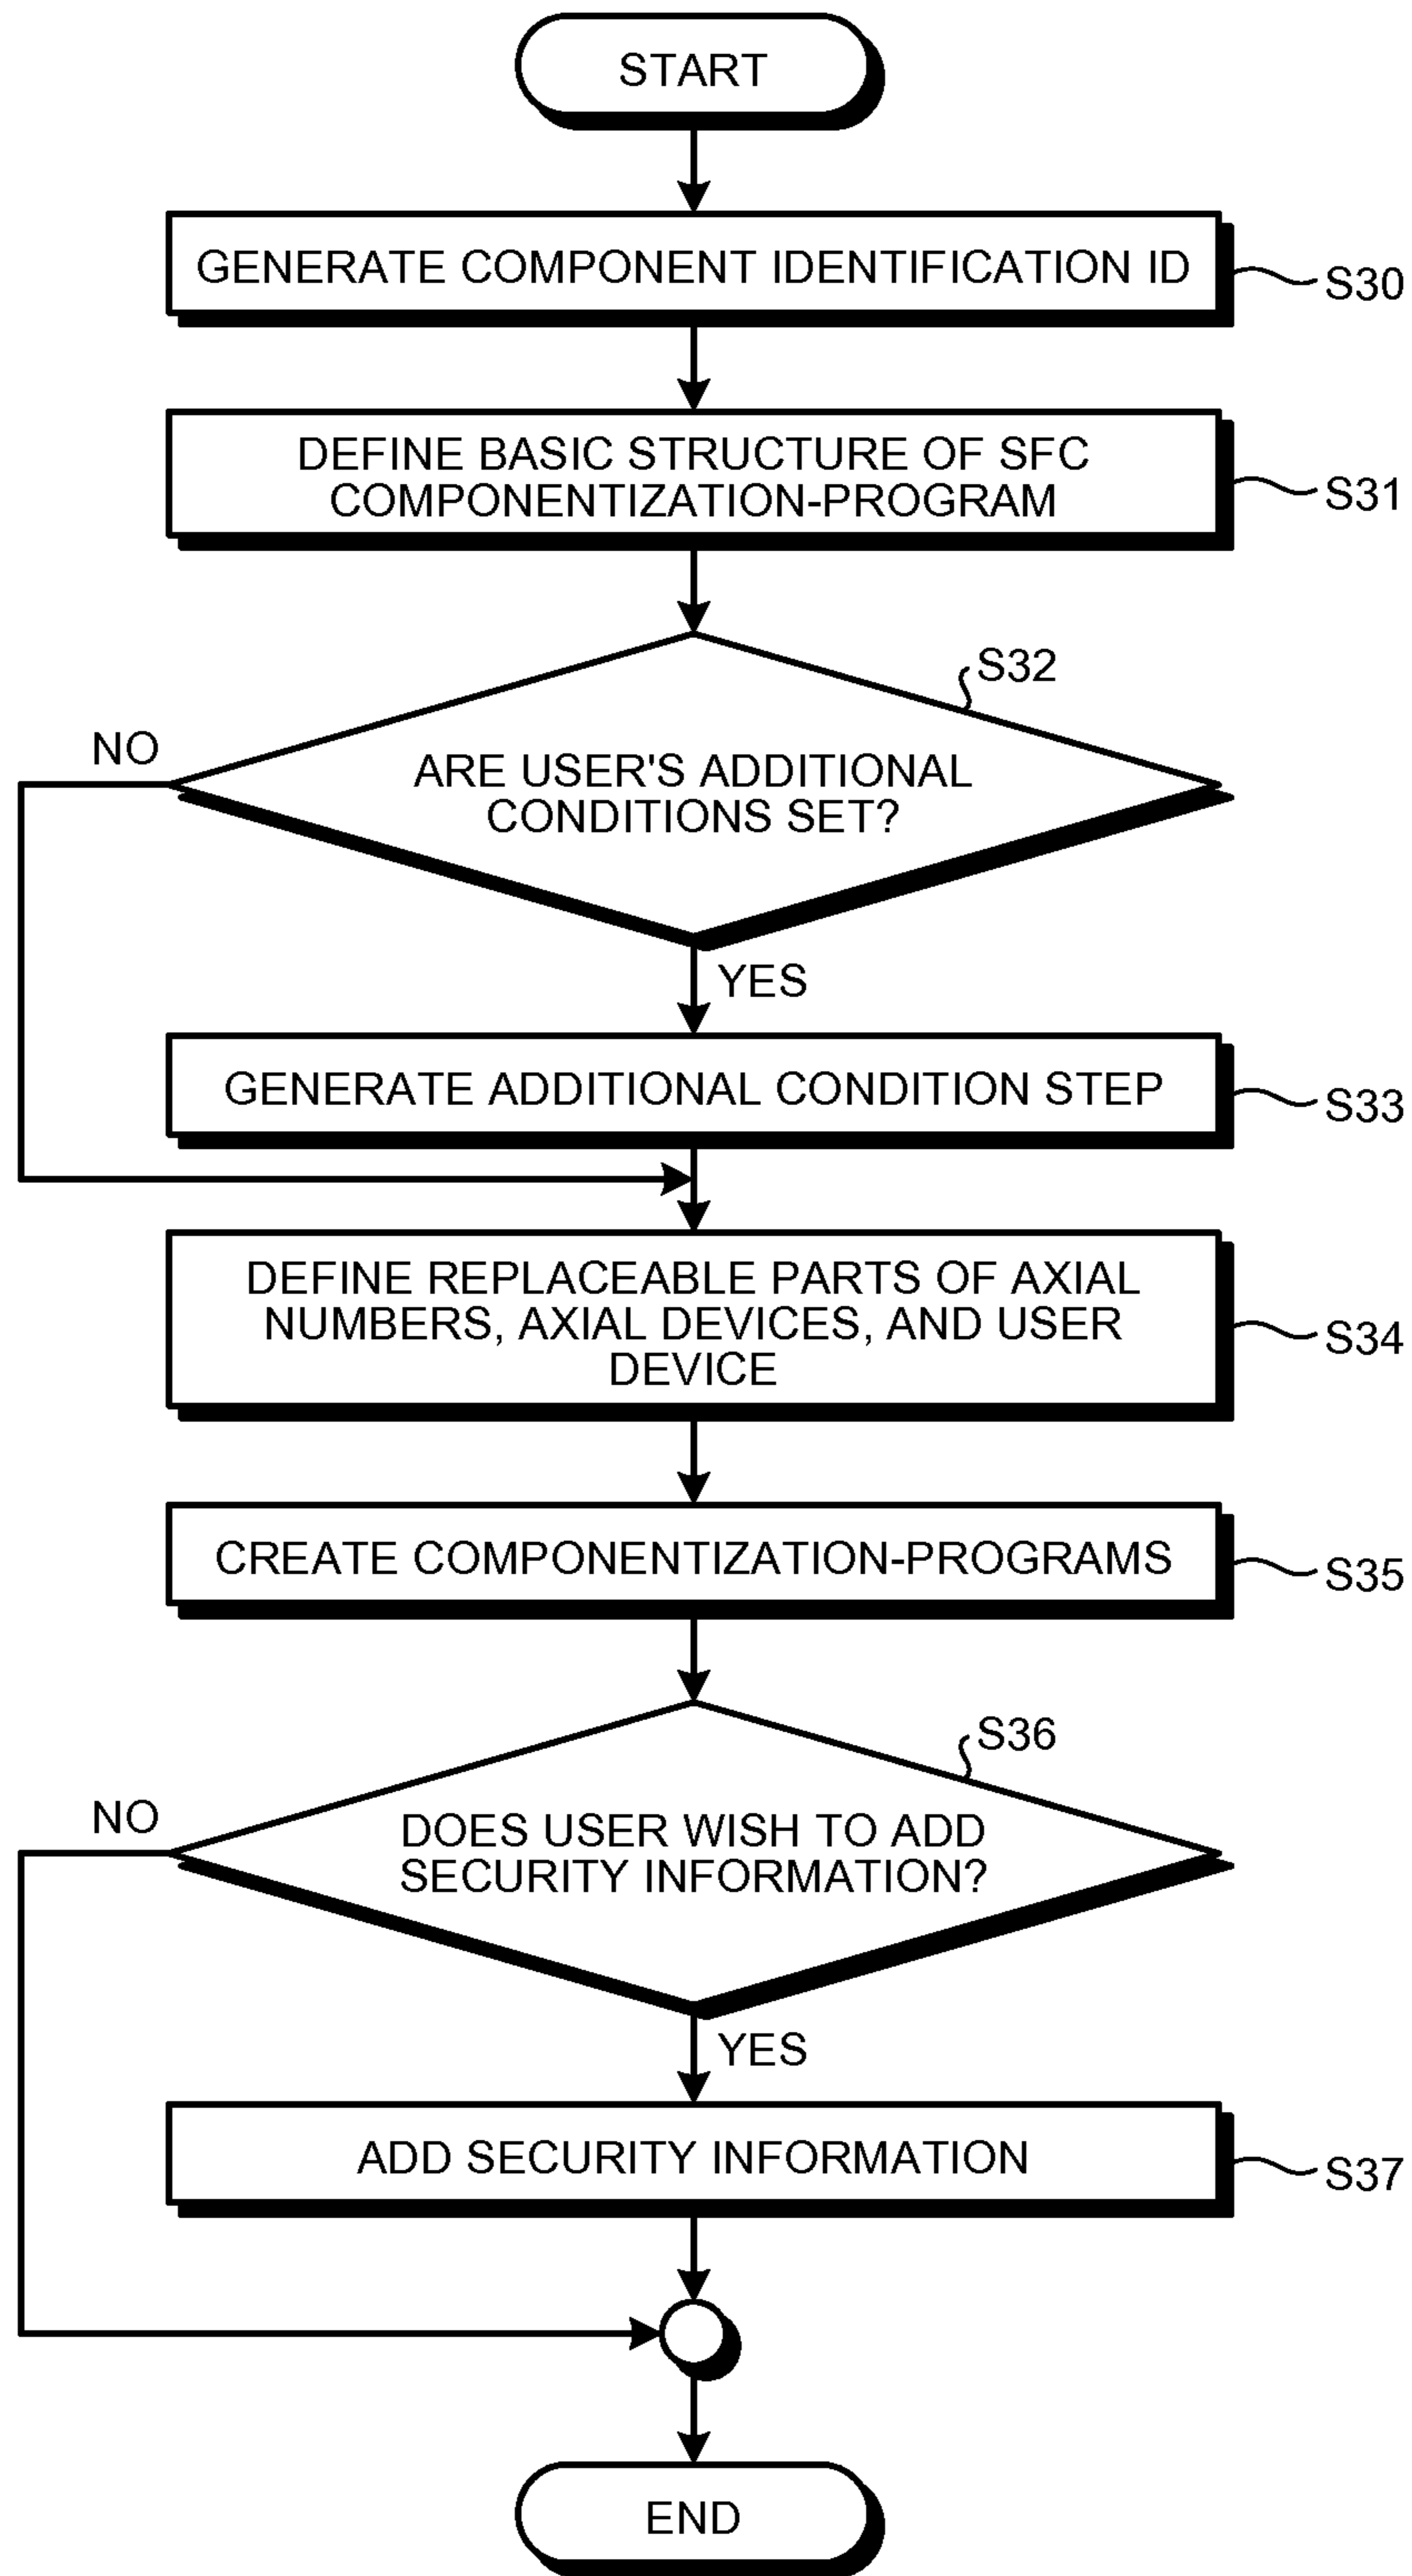 START
GENERATE COMPONENT IDENTIFICATION ID
S30
DEFINE BASIC STRUCTURE OF SFC
COMPONENTIZATION-PROGRAM
S31
S32
NO
ARE USER'S ADDITIONAL
CONDITIONS SET?
YES
GENERATE ADDITIONAL CONDITION STEP
S33
DEFINE REPLACEABLE PARTS OF AXIAL
NUMBERS, AXIAL DEVICES, AND USER
DEVICE
S34
CREATE COMPONENTIZATION-PROGRAMS
S35
S36
NO
DOES USER WISH TO ADD
SECURITY INFORMATION?
YES
ADD SECURITY INFORMATION
S37
END